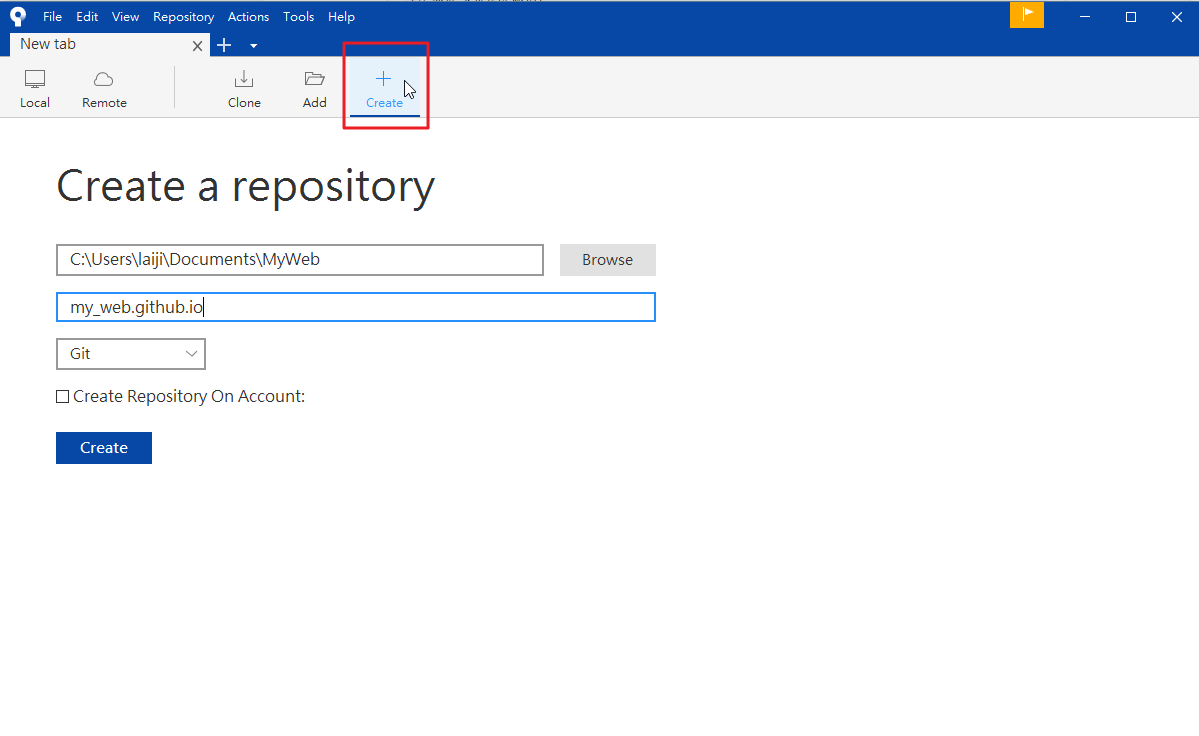 File Edit View Repository Actions Tools Help
New tab
Local Remote Clone Add Create
Create a repository
C:\Users\laiji\Documents\MyWeb Browse
my_web.github.io
Git
Create Repository On Account:
Create